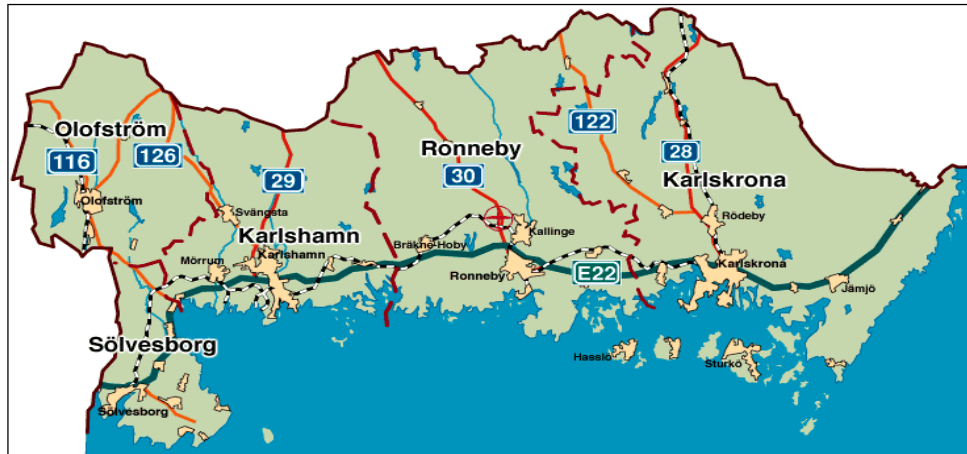 Olofström
116
126
Olofström
29
Svängsta
Karlshamn
Karlshamn
Mörrum
Sölvesborg
Sölvesborg
Ronneby
30
Bräkne-Hoby
Kallinge
Ronneby
E22
122
28
Karlskrona
Rödeby
Karlskrona
Jämjö
Hasslö
Sturkö